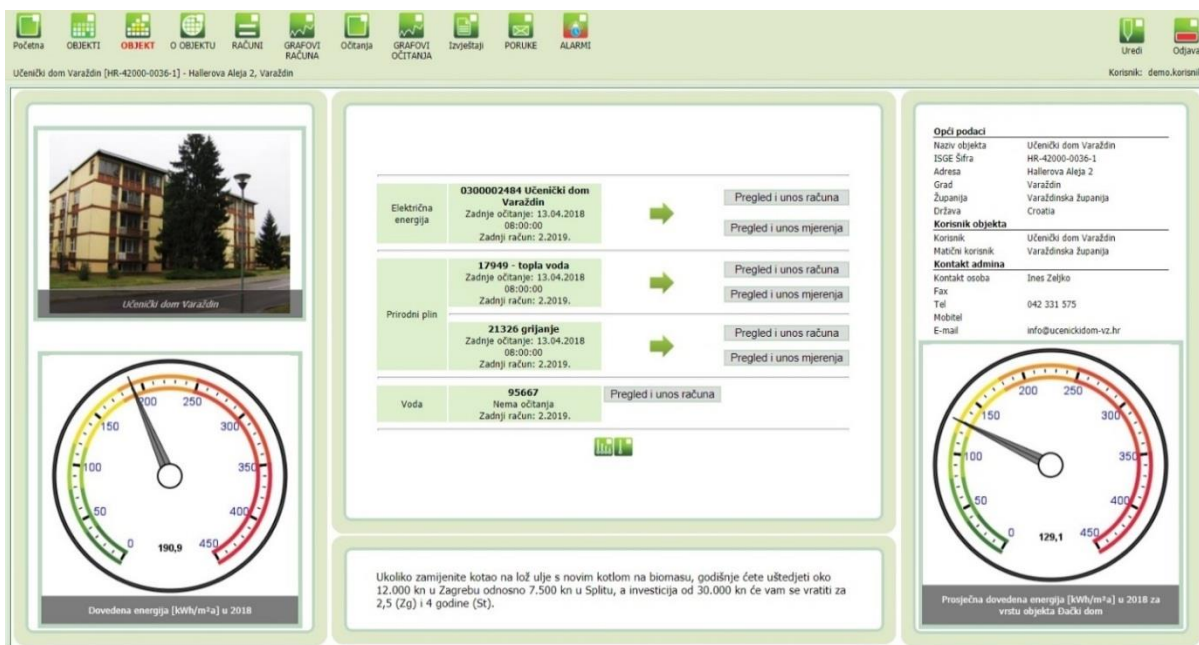 Početna
OBJEKTI
OBJEKT
O OBJEKTU
RAČUNI
GRAFOVI
RAČUNA
Očitanja
GRAFOVI
OČITANJA
Izvještaji
PORUKE
ALARMI
Uredi
Odjava
Učenički dom Varaždin [HR-42000-0036-1] - Hallerova Aleja 2, Varaždin
Korisnik: demo.korisnik
Učenički dom Varaždin
0
50
100
150
200
250
300
350
400
450
190,9
Dovedena energija [kWh/m²a] u 2018
Električna
energija
0300002484 Učenički dom
Varaždin
Zadnje očitanje: 13.04.2018
08:00:00
Zadnji račun: 2.2019.
Pregled i unos računa
Pregled i unos mjerenja
Prirodni plin
17949 - topla voda
Zadnje očitanje: 13.04.2018
08:00:00
Zadnji račun: 2.2019.
Pregled i unos računa
Pregled i unos mjerenja
21326 grijanje
Zadnje očitanje: 13.04.2018
08:00:00
Zadnji račun: 2.2019.
Pregled i unos računa
Pregled i unos mjerenja
Voda
95667
Nema očitanja
Zadnji račun: 2.2019.
Pregled i unos računa
Ukoliko zamijenite kotao na lož ulje s novim kotlom na biomasu, godišnje ćete uštedjeti oko
12.000 kn u Zagrebu odnosno 7.500 kn u Splitu, a investicija od 30.000 kn će vam se vratiti za
2,5 (Zg) i 4 godine (St).
Opći podaci
Naziv objekta Učenički dom Varaždin
ISGE Šifra HR-42000-0036-1
Adresa Hallerova Aleja 2
Grad Varaždin
Županija Varaždinska županija
Država Croatia
Korisnik objekta
Korisnik Učenički dom Varaždin
Matični korisnik Varaždinska županija
Kontakt admina
Kontakt osoba Ines Zeljko
Fax
Tel 042 331 575
Mobitel
E-mail info@ucenickidom-vz.hr
0
50
100
150
200
250
300
350
400
450
129,1
Prosječna dovedena energija [kWh/m²a] u 2018 za
vrstu objekta Đački dom